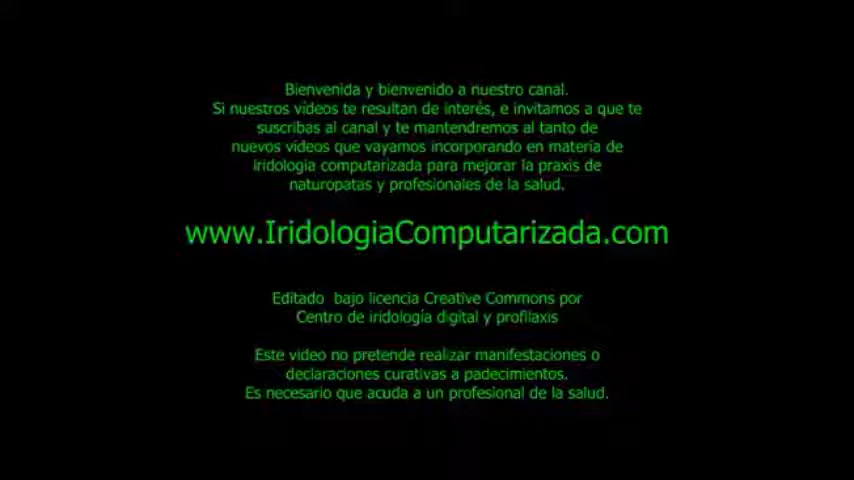 Bienvenida y bienvenido a nuestro canal.
Si nuestros vídeos te resultan de interés, e invitamos a que te
suscribas al canal y te mantendremos al tanto de
nuevos vídeos que vayamos incorporando en materia de
iridología computarizada para mejorar la praxis de
naturopatas y profesionales de la salud.
www.IridologiaComputarizada.com
Editado bajo licencia Creative Commons por
Centro de iridología digital y profilaxis
Este video no pretende realizar manifestaciones o
declaraciones curativas a padecimientos.
Es necesario que acuda a un profesional de la salud.